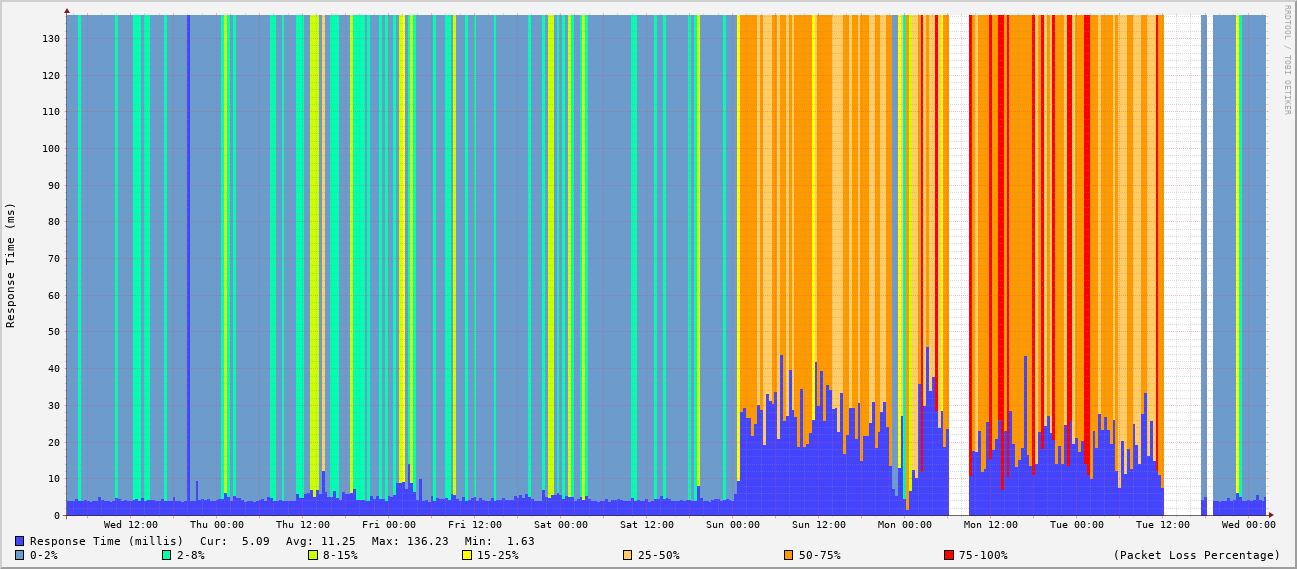 RRDTOOL / TOBI OETIKER
Response Time (ms)
130
120
110
100
90
80
70
60
50
40
30
20
10
0
Wed 12:00 Thu 00:00 Thu 12:00 Fri 00:00 Fri 12:00 Sat 00:00 Sat 12:00 Sun 00:00 Sun 12:00 Mon 00:00 Mon 12:00 Tue 00:00 Tue 12:00 Wed 00:00
Response Time (millis) Cur: 5.09 Avg: 11.25 Max: 136.23 Min: 1.63
0-2% 2-8% 8-15% 15-25% 25-50% 50-75% 75-100% (Packet Loss Percentage)